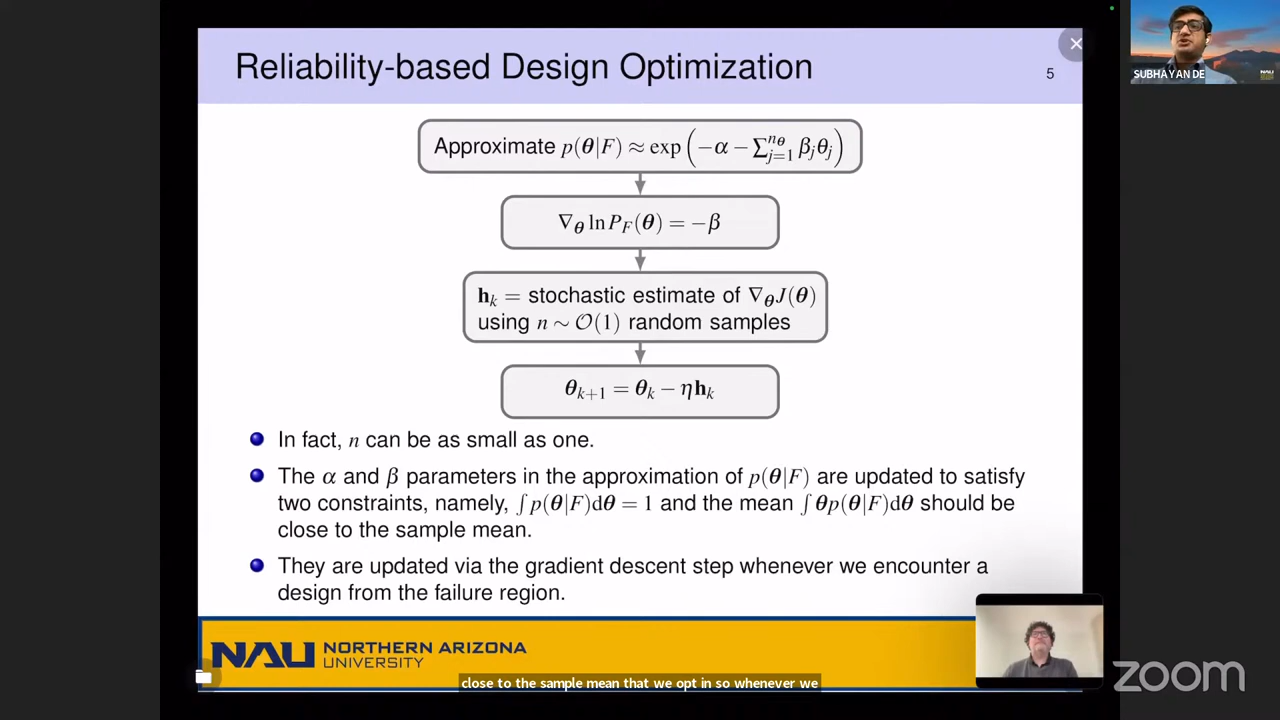 Reliability-based Design Optimization
5
SUBHAYAN DE
NAU
Approximate p(θ|F) ≈ exp(−α − ∑_{j=1}^{n_θ} β_jθ_j)
∇_θ ln P_F(θ) = −β
h_k = stochastic estimate of ∇_θJ(θ)
using n ∼ O(1) random samples
θ_{k+1} = θ_k − ηh_k
In fact, n can be as small as one.
The α and β parameters in the approximation of p(θ|F) are updated to satisfy
two constraints, namely, ∫p(θ|F)dθ = 1 and the mean ∫θp(θ|F)dθ should be
close to the sample mean.
They are updated via the gradient descent step whenever we encounter a
design from the failure region.
NAU NORTHERN ARIZONA
UNIVERSITY
close to the sample mean that we opt in so whenever we
zoom